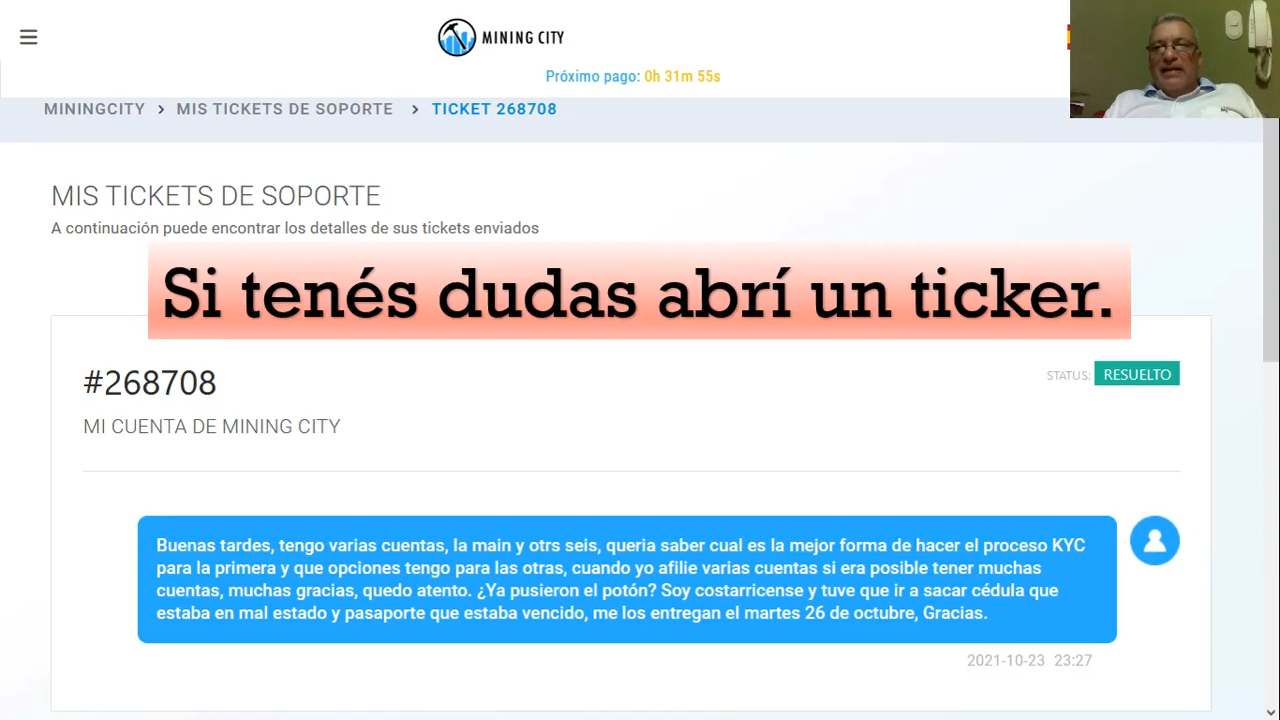 MINING CITY
Próximo pago: 0h 31m 55s
MININGCITY > MIS TICKETS DE SOPORTE > TICKET 268708
MIS TICKETS DE SOPORTE
A continuación puede encontrar los detalles de sus tickets enviados
Si tenés dudas abrí un ticker.
#268708
STATUS: RESUELTO
MI CUENTA DE MINING CITY
Buenas tardes, tengo varias cuentas, la main y otrs seis, queria saber cual es la mejor forma de hacer el proceso KYC
para la primera y que opciones tengo para las otras, cuando yo afilie varias cuentas si era posible tener muchas
cuentas, muchas gracias, quedo atento. ¿Ya pusieron el potón? Soy costarricense y tuve que ir a sacar cédula que
estaba en mal estado y pasaporte que estaba vencido, me los entregan el martes 26 de octubre, Gracias.
2021-10-23 23:27